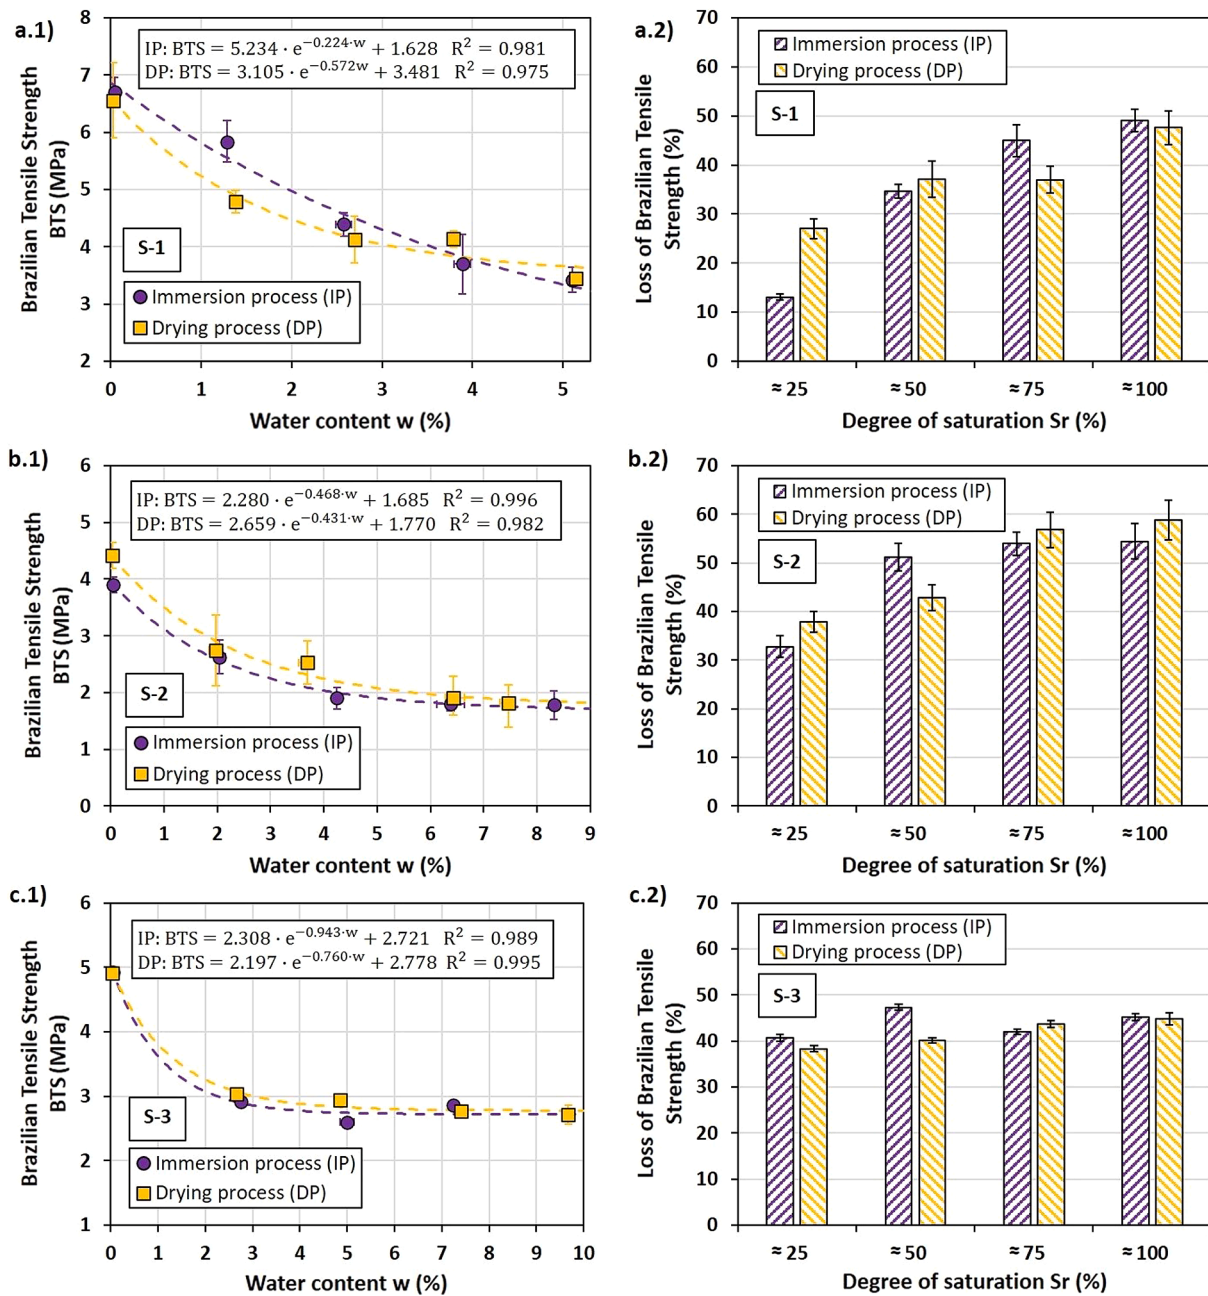 a.1)
Brazilian Tensile Strength
BTS (MPa)
8
7
6
5
4
3
2
IP: BTS = 5.234 · e^−0.224·w + 1.628 R² = 0.981
DP: BTS = 3.105 · e^−0.572w + 3.481 R² = 0.975
S-1
Immersion process (IP)
Drying process (DP)
0 1 2 3 4 5
Water content w (%)
a.2)
Loss of Brazilian Tensile
Strength (%)
70
60
50
40
30
20
10
0
Immersion process (IP)
Drying process (DP)
S-1
≈ 25 ≈ 50 ≈ 75 ≈ 100
Degree of saturation Sr (%)
b.1)
Brazilian Tensile Strength
BTS (MPa)
6
5
4
3
2
1
0
IP: BTS = 2.280 · e^−0.468·w + 1.685 R² = 0.996
DP: BTS = 2.659 · e^−0.431·w + 1.770 R² = 0.982
S-2
Immersion process (IP)
Drying process (DP)
0 1 2 3 4 5 6 7 8 9
Water content w (%)
b.2)
Loss of Brazilian Tensile
Strength (%)
70
60
50
40
30
20
10
0
Immersion process (IP)
Drying process (DP)
S-2
≈ 25 ≈ 50 ≈ 75 ≈ 100
Degree of saturation Sr (%)
c.1)
Brazilian Tensile Strength
BTS (MPa)
6
5
4
3
2
1
IP: BTS = 2.308 · e^−0.943·w + 2.721 R² = 0.989
DP: BTS = 2.197 · e^−0.760·w + 2.778 R² = 0.995
S-3
Immersion process (IP)
Drying process (DP)
0 1 2 3 4 5 6 7 8 9 10
Water content w (%)
c.2)
Loss of Brazilian Tensile
Strength (%)
70
60
50
40
30
20
10
0
Immersion process (IP)
Drying process (DP)
S-3
≈ 25 ≈ 50 ≈ 75 ≈ 100
Degree of saturation Sr (%)